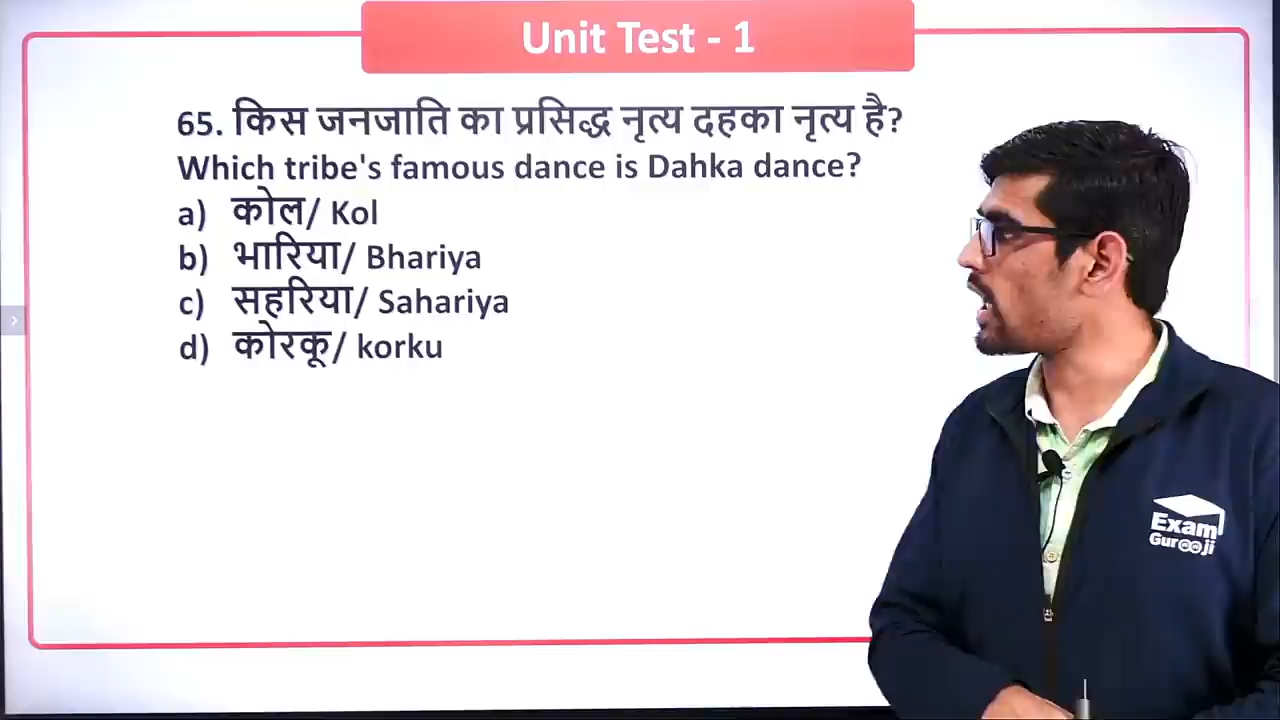 Unit Test - 1
65. किस जनजाति का प्रसिद्ध नृत्य दहका नृत्य है?
Which tribe's famous dance is Dahka dance?
a) कोल/ Kol
b) भारिया/ Bhariya
c) सहरिया/ Sahariya
d) कोरकू/ korku
Exam
Gurooji